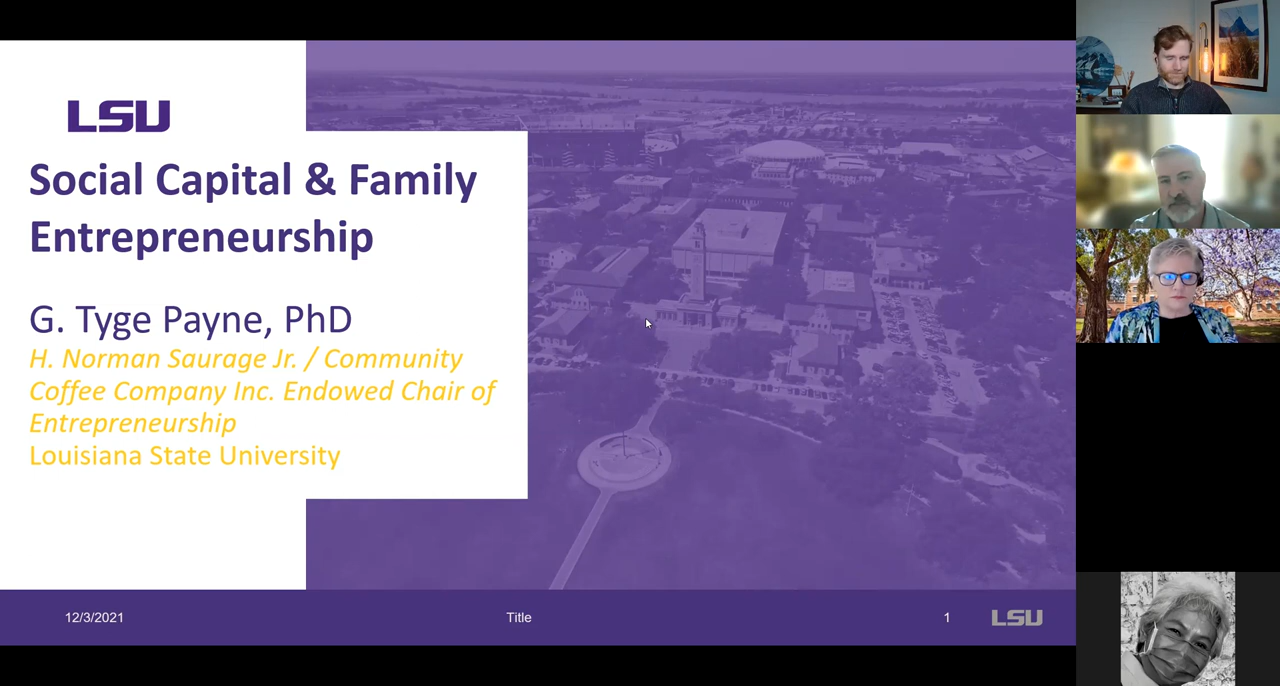 LSU
Social Capital & Family
Entrepreneurship
G. Tyge Payne, PhD
H. Norman Saurage Jr. / Community
Coffee Company Inc. Endowed Chair of
Entrepreneurship
Louisiana State University
12/3/2021
Title
1
LSU